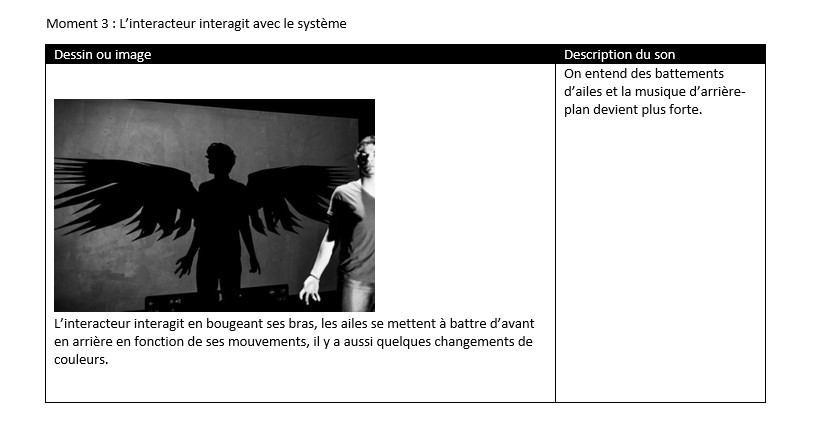 Moment 3 : L’interacteur interagit avec le système
Dessin ou image
Description du son
On entend des battements
d’ailes et la musique d’arrière-
plan devient plus forte.
L’interacteur interagit en bougeant ses bras, les ailes se mettent à battre d’avant
en arrière en fonction de ses mouvements, il y a aussi quelques changements de
couleurs.